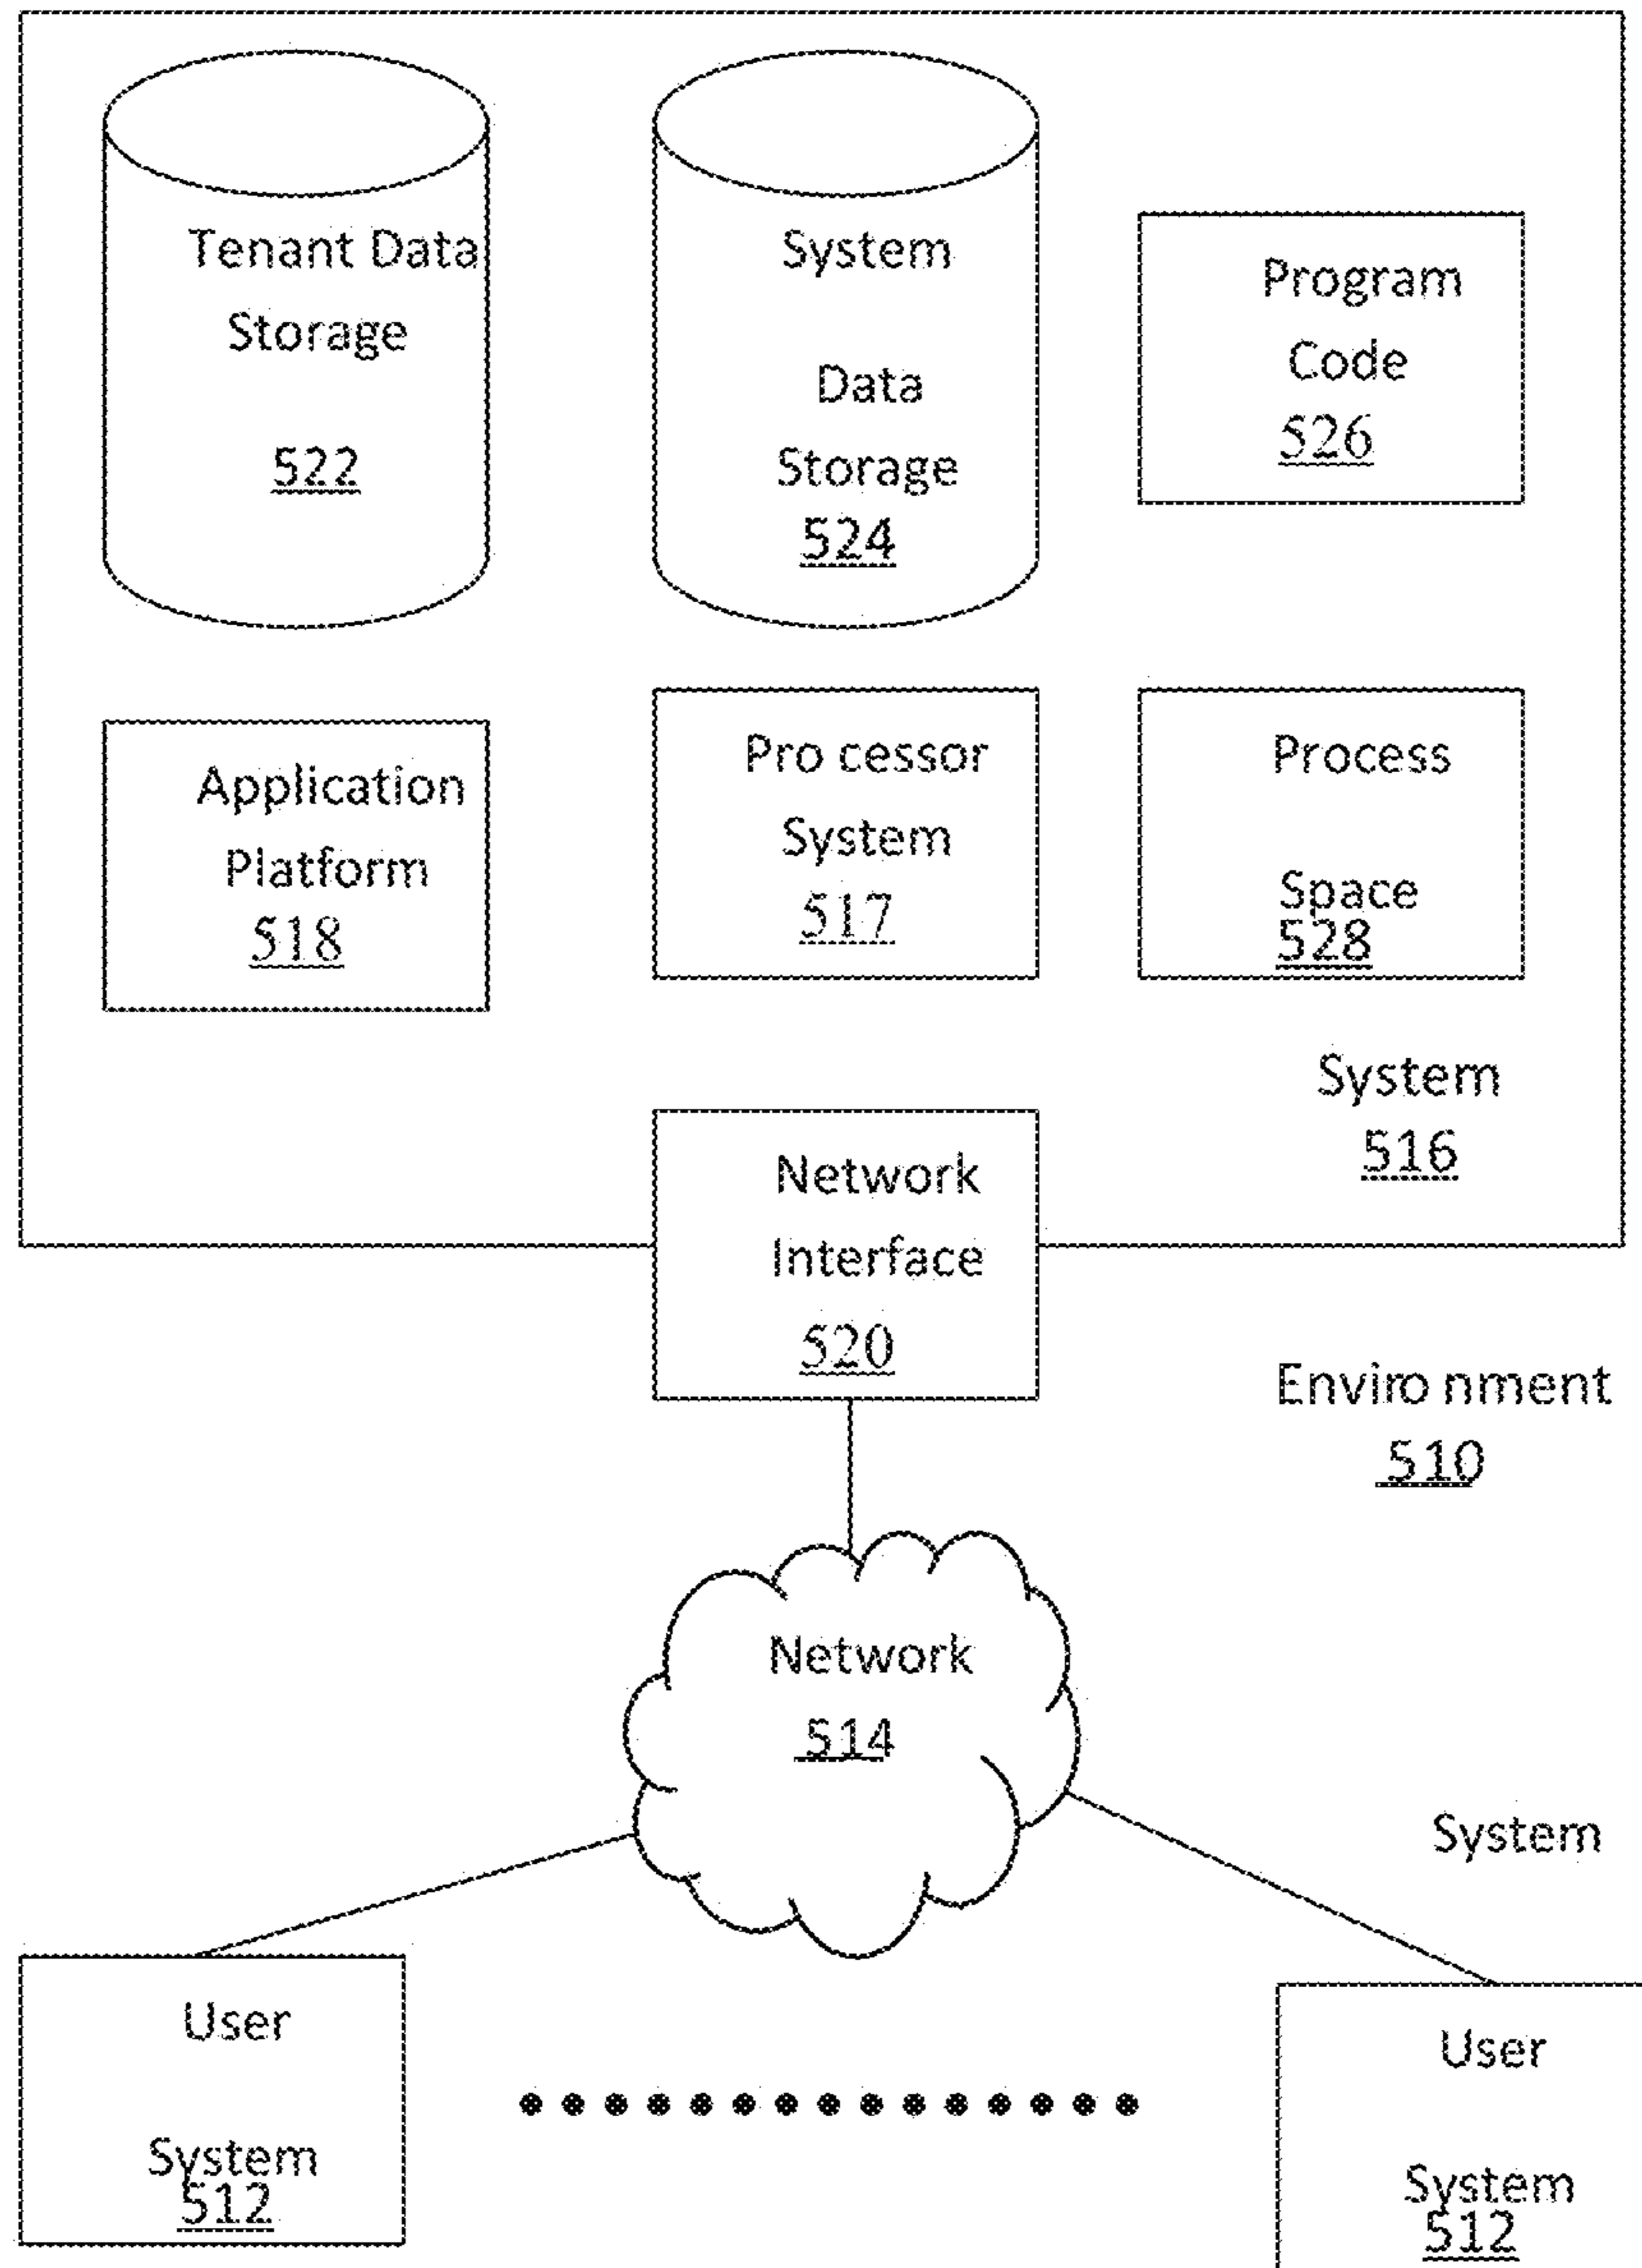 Tenant Data
Storage
522
System
Data
Storage
524
Program
Code
526
Application
Platform
518
Pro cessor
System
517
Process
Space
528
System
516
Network
Interface
520
Enviro nment
510
Network
514
System
User
System
512
User
System
512